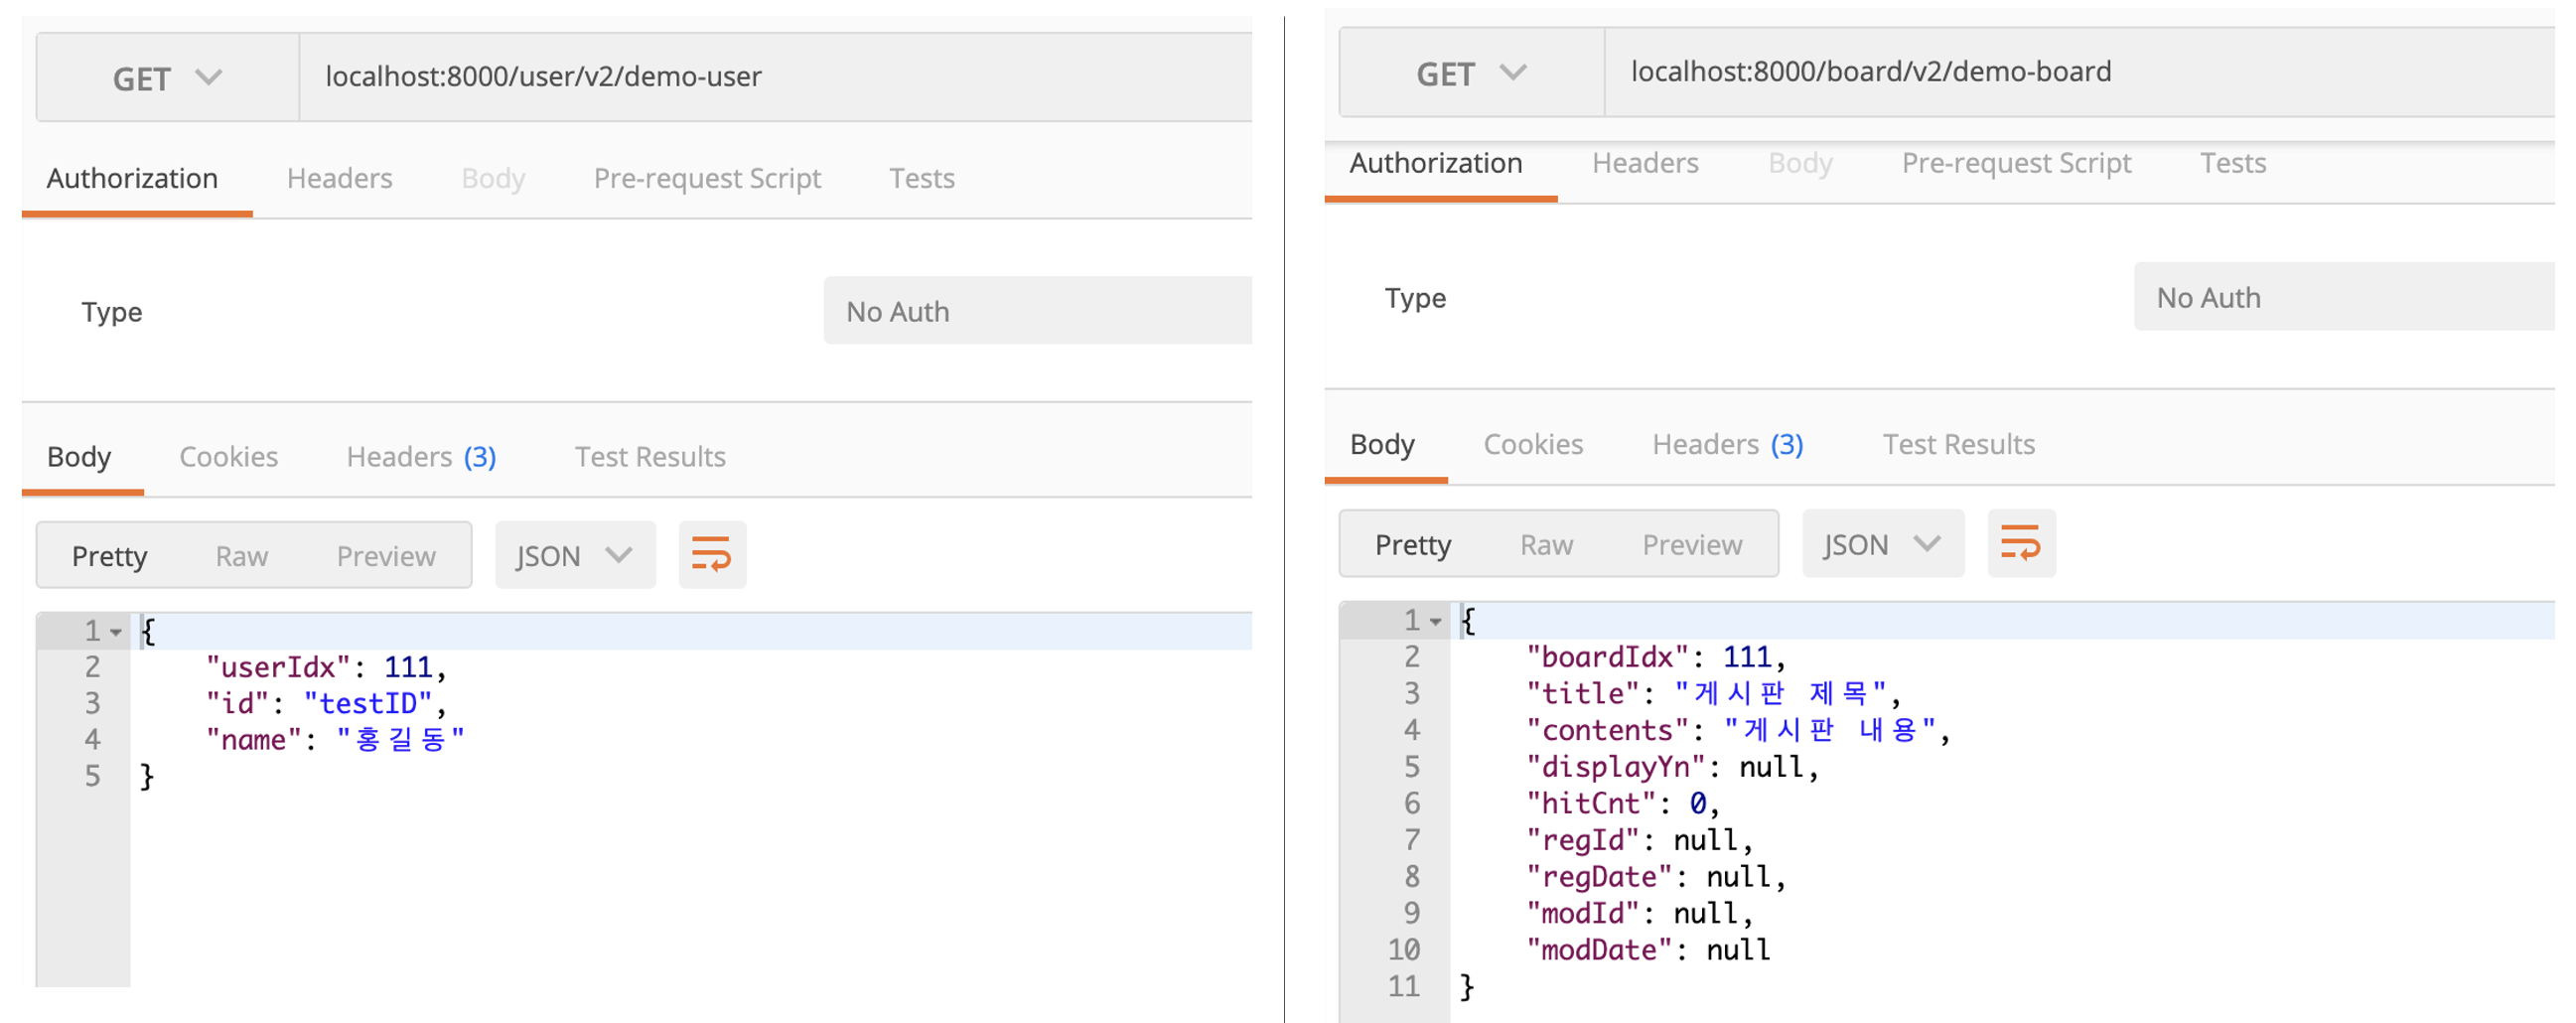 GET localhost:8000/user/v2/demo-user
Authorization Headers Body Pre-request Script Tests
Type No Auth
Body Cookies Headers (3) Test Results
Pretty Raw Preview JSON
1 {
2 "userIdx": 111,
3 "id": "testID",
4 "name": "홍길동"
5 }
GET localhost:8000/board/v2/demo-board
Authorization Headers Body Pre-request Script Tests
Type No Auth
Body Cookies Headers (3) Test Results
Pretty Raw Preview JSON
1 {
2 "boardIdx": 111,
3 "title": "게시판 제목",
4 "contents": "게시판 내용",
5 "displayYn": null,
6 "hitCnt": 0,
7 "regId": null,
8 "regDate": null,
9 "modId": null,
10 "modDate": null
11 }